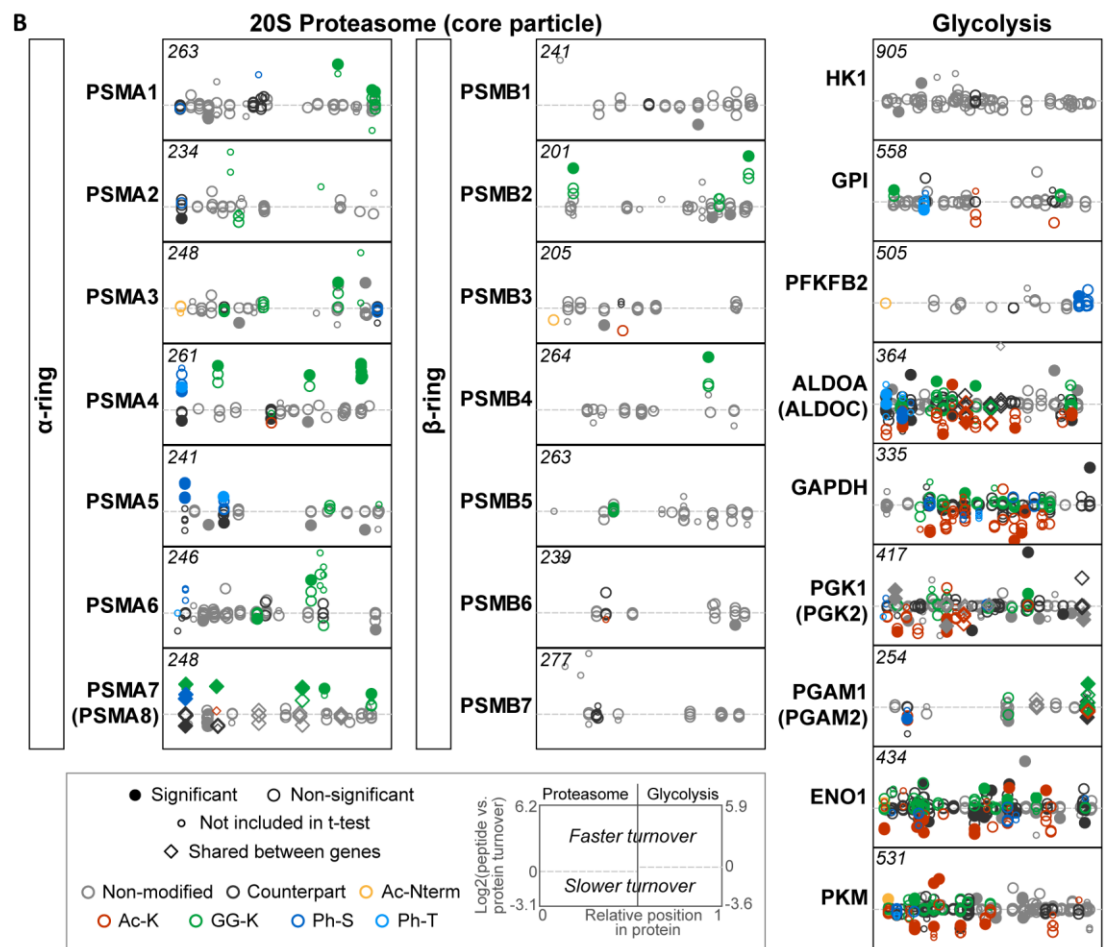 B
20S Proteasome (core particle)
Glycolysis
α-ring
PSMA1
263
PSMA2
234
PSMA3
248
PSMA4
261
PSMA5
241
PSMA6
246
PSMA7
(PSMA8)
248
β-ring
PSMB1
241
PSMB2
201
PSMB3
205
PSMB4
264
PSMB5
263
PSMB6
239
PSMB7
277
HK1
905
GPI
558
PFKFB2
505
ALDOA
(ALDOC)
364
GAPDH
335
PGK1
(PGK2)
417
PGAM1
(PGAM2)
254
ENO1
434
PKM
531
Significant
Non-significant
Not included in t-test
Shared between genes
Non-modified
Counterpart
Ac-Nterm
Ac-K
GG-K
Ph-S
Ph-T
Proteasome
Glycolysis
Log2(peptide vs.
protein turnover)
6.2
0
-3.1
5.9
0
-3.6
Faster turnover
Slower turnover
0
Relative position
in protein
1